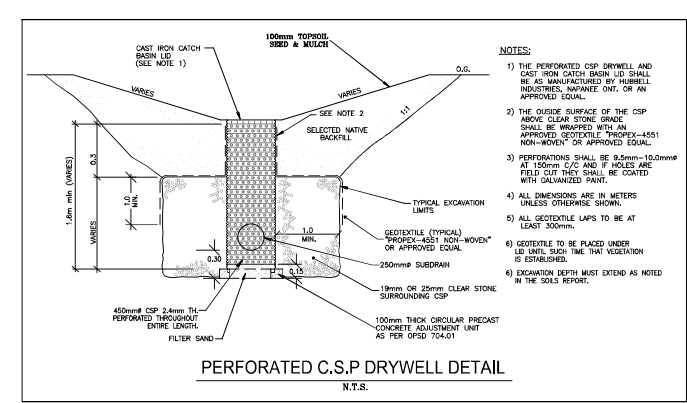 100mm TOPSOIL
SEED & MULCH
CAST IRON CATCH
BASIN LID
(SEE NOTE 1)
O.G.
VARIES
VARIES
1:1
SEE NOTE 2
SELECTED NATIVE
BACKFILL
1.6m min (VARIES)
0.3
VARIES
1.0
MIN.
TYPICAL EXCAVATION
LIMITS
1.0
MIN.
GEOTEXTILE (TYPICAL)
"PROPEX-4551 NON-WOVEN"
OR APPROVED EQUAL
0.30
250mmø SUBDRAIN
0.15
19mm OR 25mm CLEAR STONE
SURROUNDING CSP
450mmø CSP 2.4mm TH.
PERFORATED THROUGHOUT
ENTIRE LENGTH.
FILTER SAND
100mm THICK CIRCULAR PRECAST
CONCRETE ADJUSTMENT UNIT
AS PER OPSD 704.01
NOTES:
1) THE PERFORATED CSP DRYWELL AND
CAST IRON CATCH BASIN LID SHALL
BE AS MANUFACTURED BY HUBBELL
INDUSTRIES, NAPANEE ONT. OR AN
APPROVED EQUAL.
2) THE OUSIDE SURFACE OF THE CSP
ABOVE CLEAR STONE GRADE
SHALL BE WRAPPED WITH AN
APPROVED GEOTEXTILE "PROPEX-4551
NON-WOVEN" OR APPROVED EQUAL.
3) PERFORATIONS SHALL BE 9.5mm-10.0mmø
AT 150mm C/C AND IF HOLES ARE
FIELD CUT THEY SHALL BE COATED
WITH GALVANIZED PAINT.
4) ALL DIMENSIONS ARE IN METERS
UNLESS OTHERWISE SHOWN.
5) ALL GEOTEXTILE LAPS TO BE AT
LEAST 300mm.
6) GEOTEXTILE TO BE PLACED UNDER
LID UNTIL SUCH TIME THAT VEGETATION
IS ESTABLISHED.
6) EXCAVATION DEPTH MUST EXTEND AS NOTED
IN THE SOILS REPORT.
PERFORATED C.S.P DRYWELL DETAIL
N.T.S.